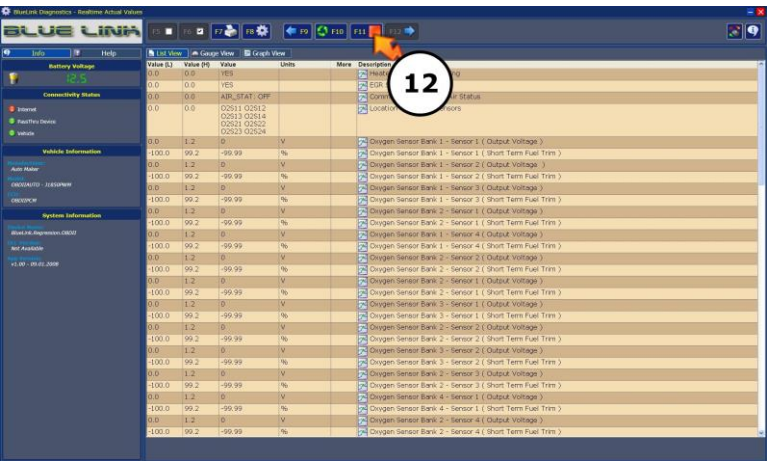 BlueLink Diagnostics - Realtime Actual Values
BLUE LINK
F5 F6 F7 F8 F9 F10 F11 F12
12
Info Help
List View Gauge View Graph View
Battery Voltage
12.5
Connectivity Status
Internet
PassThru Device
Vehicle
Vehicle Information
Auto Maker
OBDIIAUTO - J1850PWM
OBDIIPCM
System Information
BlueLink.Regression.OBDII
Not Available
v1.00 - 09.01.2008
Value (L) Value (H) Value Units More Description
0.0 0.0 YES
0.0 0.0 YES EGR
0.0 0.0 AIR_STAT: OFF Status
0.0 0.0 O2S11 O2S12 Location
O2S13 O2S14
O2S21 O2S22
O2S23 O2S24
0.0 1.2 0 V Oxygen Sensor Bank 1 - Sensor 1 ( Output Voltage )
-100.0 99.2 -99.99 % Oxygen Sensor Bank 1 - Sensor 1 ( Short Term Fuel Trim )
0.0 1.2 0 V Oxygen Sensor Bank 1 - Sensor 2 ( Output Voltage )
-100.0 99.2 -99.99 % Oxygen Sensor Bank 1 - Sensor 2 ( Short Term Fuel Trim )
0.0 1.2 0 V Oxygen Sensor Bank 1 - Sensor 3 ( Output Voltage )
-100.0 99.2 -99.99 % Oxygen Sensor Bank 1 - Sensor 3 ( Short Term Fuel Trim )
0.0 1.2 0 V Oxygen Sensor Bank 2 - Sensor 1 ( Output Voltage )
-100.0 99.2 -99.99 % Oxygen Sensor Bank 2 - Sensor 1 ( Short Term Fuel Trim )
0.0 1.2 0 V Oxygen Sensor Bank 1 - Sensor 4 ( Output Voltage )
-100.0 99.2 -99.99 % Oxygen Sensor Bank 1 - Sensor 4 ( Short Term Fuel Trim )
0.0 1.2 0 V Oxygen Sensor Bank 2 - Sensor 2 ( Output Voltage )
-100.0 99.2 -99.99 % Oxygen Sensor Bank 2 - Sensor 2 ( Short Term Fuel Trim )
0.0 1.2 0 V Oxygen Sensor Bank 2 - Sensor 1 ( Output Voltage )
-100.0 99.2 -99.99 % Oxygen Sensor Bank 2 - Sensor 1 ( Short Term Fuel Trim )
0.0 1.2 0 V Oxygen Sensor Bank 3 - Sensor 1 ( Output Voltage )
-100.0 99.2 -99.99 % Oxygen Sensor Bank 3 - Sensor 1 ( Short Term Fuel Trim )
0.0 1.2 0 V Oxygen Sensor Bank 2 - Sensor 2 ( Output Voltage )
-100.0 99.2 -99.99 % Oxygen Sensor Bank 2 - Sensor 2 ( Short Term Fuel Trim )
0.0 1.2 0 V Oxygen Sensor Bank 3 - Sensor 2 ( Output Voltage )
-100.0 99.2 -99.99 % Oxygen Sensor Bank 3 - Sensor 2 ( Short Term Fuel Trim )
0.0 1.2 0 V Oxygen Sensor Bank 2 - Sensor 3 ( Output Voltage )
-100.0 99.2 -99.99 % Oxygen Sensor Bank 2 - Sensor 3 ( Short Term Fuel Trim )
0.0 1.2 0 V Oxygen Sensor Bank 4 - Sensor 1 ( Output Voltage )
-100.0 99.2 -99.99 % Oxygen Sensor Bank 4 - Sensor 1 ( Short Term Fuel Trim )
0.0 1.2 0 V Oxygen Sensor Bank 2 - Sensor 4 ( Output Voltage )
-100.0 99.2 -99.99 % Oxygen Sensor Bank 2 - Sensor 4 ( Short Term Fuel Trim )